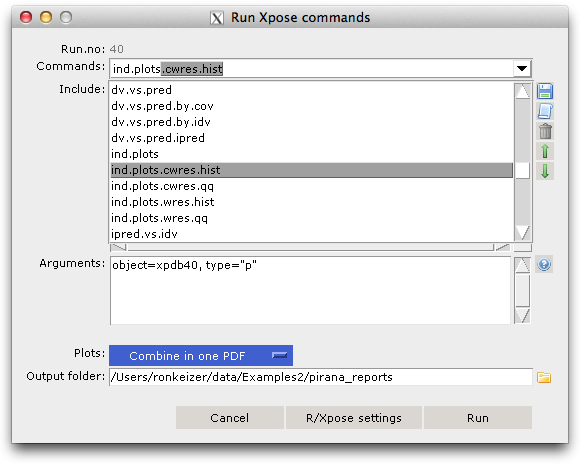 Run Xpose commands
Run.no: 40
Commands: ind.plots.cwres.hist
Include: dv.vs.pred
dv.vs.pred.by.cov
dv.vs.pred.by.idv
dv.vs.pred.ipred
ind.plots
ind.plots.cwres.hist
ind.plots.cwres.qq
ind.plots.wres.hist
ind.plots.wres.qq
ipred.vs.idv
Arguments: object=xpdb40, type="p"
Plots: Combine in one PDF
Output folder: /Users/ronkeizer/data/Examples2/pirana_reports
Cancel R/Xpose settings Run